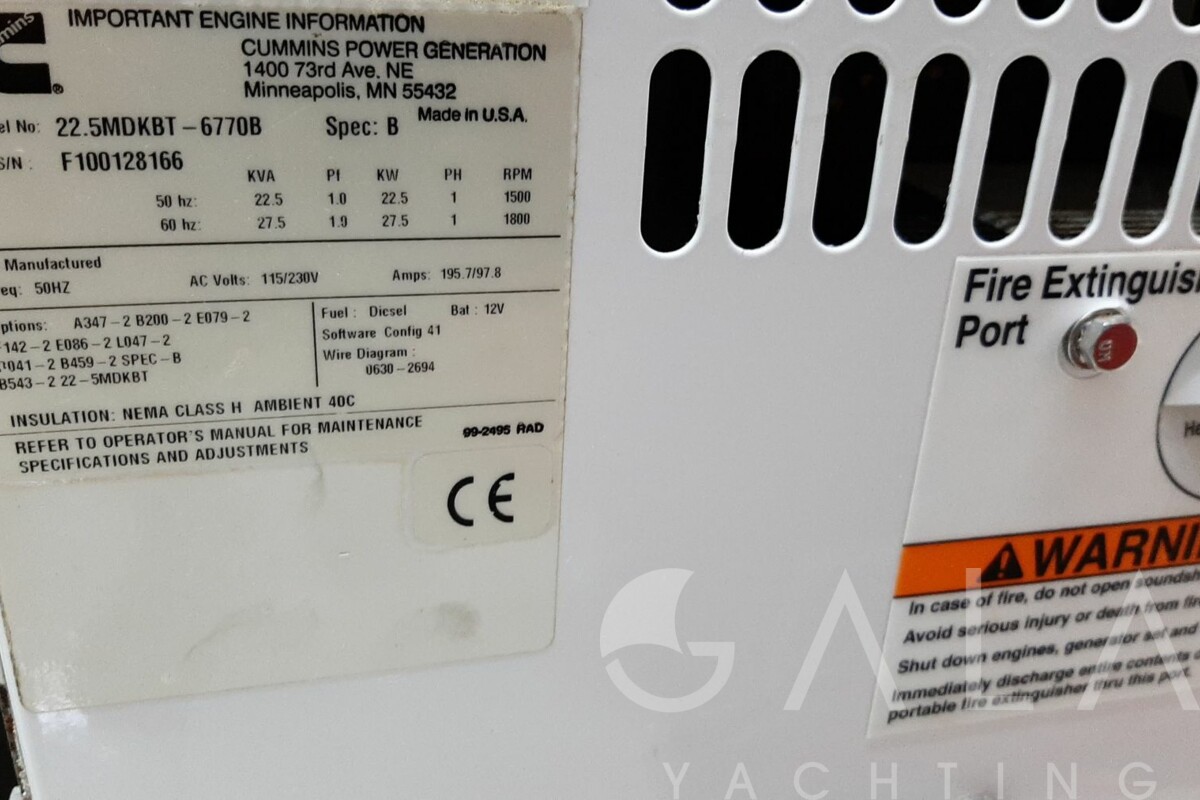 mins
IMPORTANT ENGINE INFORMATION
CUMMINS POWER GENERATION
1400 73rd Ave. NE
Minneapolis, MN 55432
Made in U.S.A.
el No: 22.5MDKBT-6770B Spec: B
S/N : F100128166
KVA Pf KW PH RPM
50 hz: 22.5 1.0 22.5 1 1500
60 hz: 27.5 1.0 27.5 1 1800
Manufactured
eq: 50HZ AC Volts: 115/230V Amps: 195.7/97.8
ptions: A347-2 B200-2 E079-2
F142-2 E086-2 L047-2
P041-2 B459-2 SPEC-B
B543-2 22-5MDKBT
Fuel : Diesel Bat : 12V
Software Config 41
Wire Diagram :
0630-2694
INSULATION: NEMA CLASS H AMBIENT 40C
REFER TO OPERATOR'S MANUAL FOR MAINTENANCE
SPECIFICATIONS AND ADJUSTMENTS
99-2495 RAD
CE
Fire Extinguis
Port
He
WARNI
In case of fire, do not open soundsh
Avoid serious injury or death from fir
Shut down engines, generator set and
Immediately discharge entire contents o
portable fire extinguisher thru this port.
GALA
YACHTING